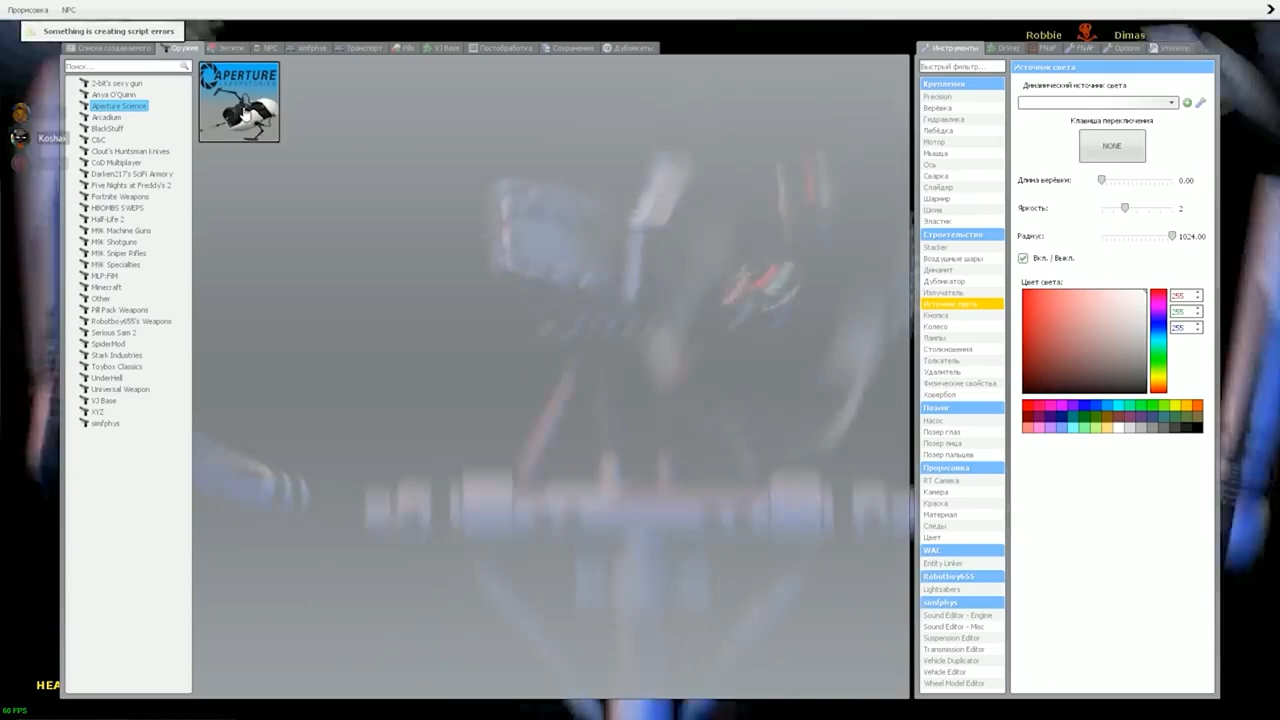 Прорисовка NPC
Something is creating script errors
Robbie Dimas
Списки создаваемого Оружие Энтити NPC simfphys Транспорт Pills VJ Base Постобработка Сохранения Дубликаты
Инструменты DrVrej FNaF FNAF Options Утилиты
Поиск...
2-bit's sexy gun
Anya O'Quinn
Aperture Science
Arcadium
BlackStuff
C&C
Clout's Huntsman Knives
CoD Multiplayer
Darken217's SciFi Armory
Five Nights at Freddy's 2
Fortnite Weapons
HBOMBS SWEPS
Half-Life 2
M9K Machine Guns
M9K Shotguns
M9K Sniper Rifles
M9K Specialties
MLP:FiM
Minecraft
Other
Pill Pack Weapons
Robotboy655's Weapons
Serious Sam 2
SpiderMod
Stark Industries
Toybox Classics
UnderHell
Universal Weapon
VJ Base
XYZ
simfphys
APERTURE
LABORATORIES
Koshak
HEA
60 FPS
Быстрый фильтр...
Крепления
Precision
Верёвка
Гидравлика
Лебёдка
Мотор
Мышца
Ось
Сварка
Слайдер
Шарнир
Шкив
Эластик
Строительство
Stacker
Воздушные шары
Динамит
Дубликатор
Излучатель
Источник света
Кнопка
Колесо
Лампы
Столкновения
Толкатель
Удалитель
Физические свойства
Ховербол
Позинг
Насос
Позер глаз
Позер лица
Позер пальцев
Прорисовка
RT Camera
Камера
Краска
Материал
Следы
Цвет
WAC
Entity Linker
Robotboy655
Lightsabers
simfphys
Sound Editor - Engine
Sound Editor - Misc
Suspension Editor
Transmission Editor
Vehicle Duplicator
Vehicle Editor
Wheel Model Editor
Источник света
Динамический источник света
Клавиша переключения
NONE
Длина верёвки: 0.00
Яркость: 2
Радиус: 1024.00
Вкл. / Выкл.
Цвет света:
255
255
255